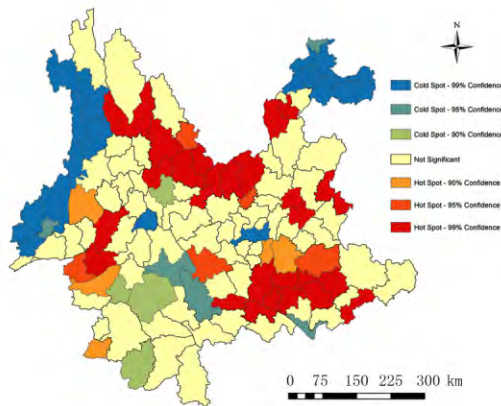 N
Cold Spot - 99% Confidence
Cold Spot - 95% Confidence
Cold Spot - 90% Confidence
Not Significant
Hot Spot - 90% Confidence
Hot Spot - 95% Confidence
Hot Spot - 99% Confidence
0 75 150 225 300 km